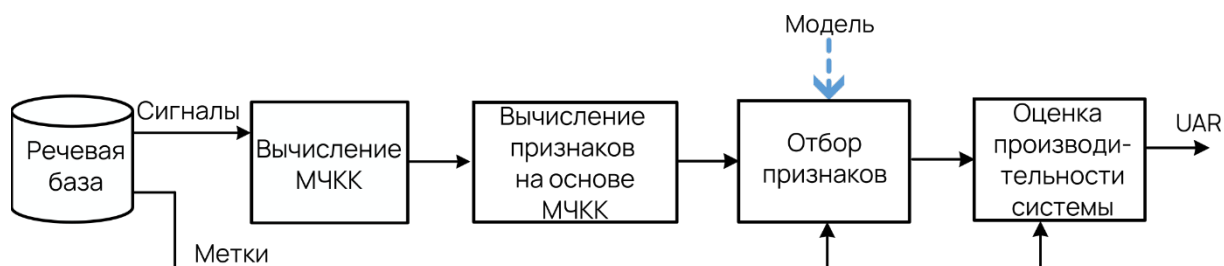 Модель
Сигналы
Речевая
база
Вычисление
МЧКК
Вычисление
признаков
на основе
МЧКК
Отбор
признаков
Оценка
производи-
тельности
системы
UAR
Метки